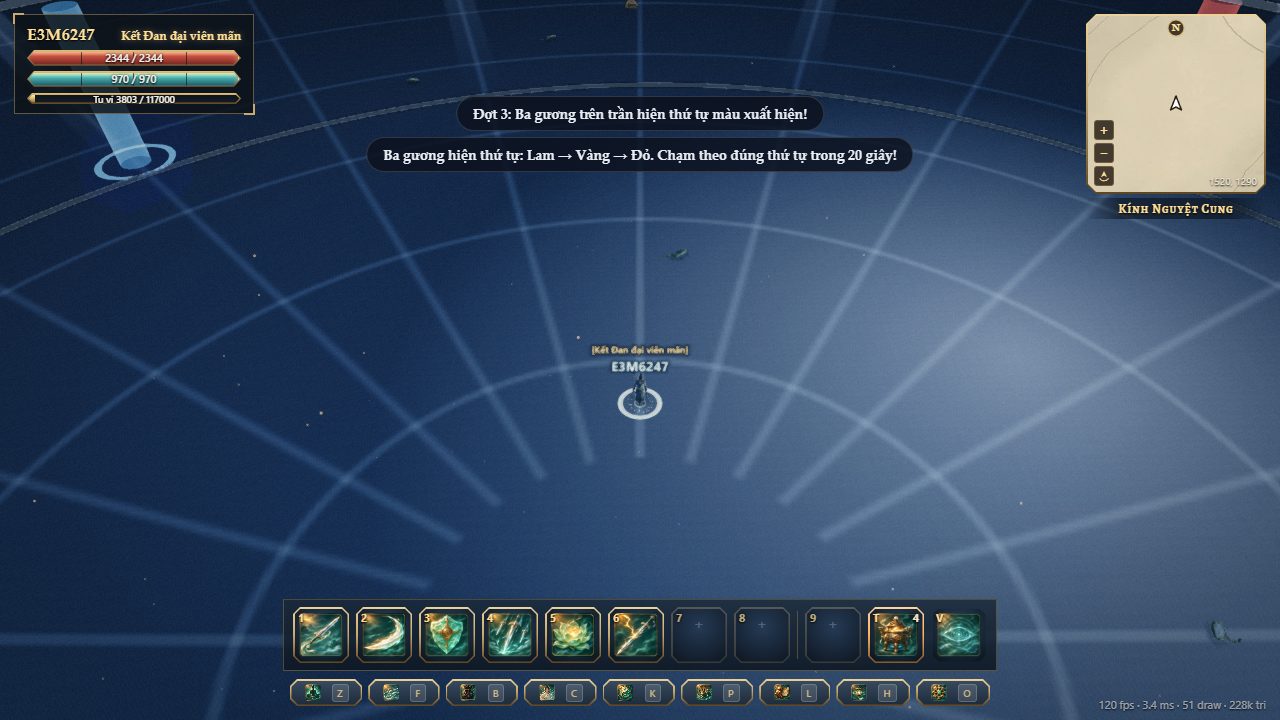 E3M6247 Kết Đan đại viên mãn
2344 / 2344
970 / 970
Tu vi 3803 / 117000
Đợt 3: Ba gương trên trần hiện thứ tự màu xuất hiện!
Ba gương hiện thứ tự: Lam → Vàng → Đỏ. Chạm theo đúng thứ tự trong 20 giây!
N
+
−
1520, 1290
Kính Nguyệt Cung
[Kết Đan đại viên mãn]
E3M6247
1 2 3 4 5 6 7 + 8 + 9 + T 4 V
Z F B C K P L H O
120 fps · 3.4 ms · 51 draw · 228k tri